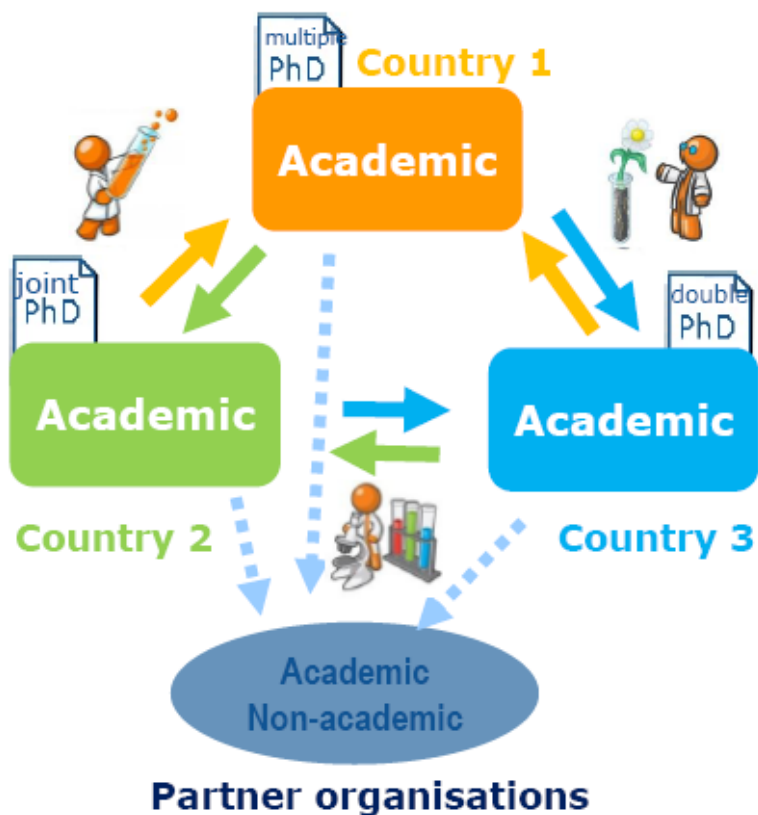 multiple
PhD
Country 1
Academic
joint
PhD
double
PhD
Academic
Academic
Country 2
Country 3
Academic
Non-academic
Partner organisations